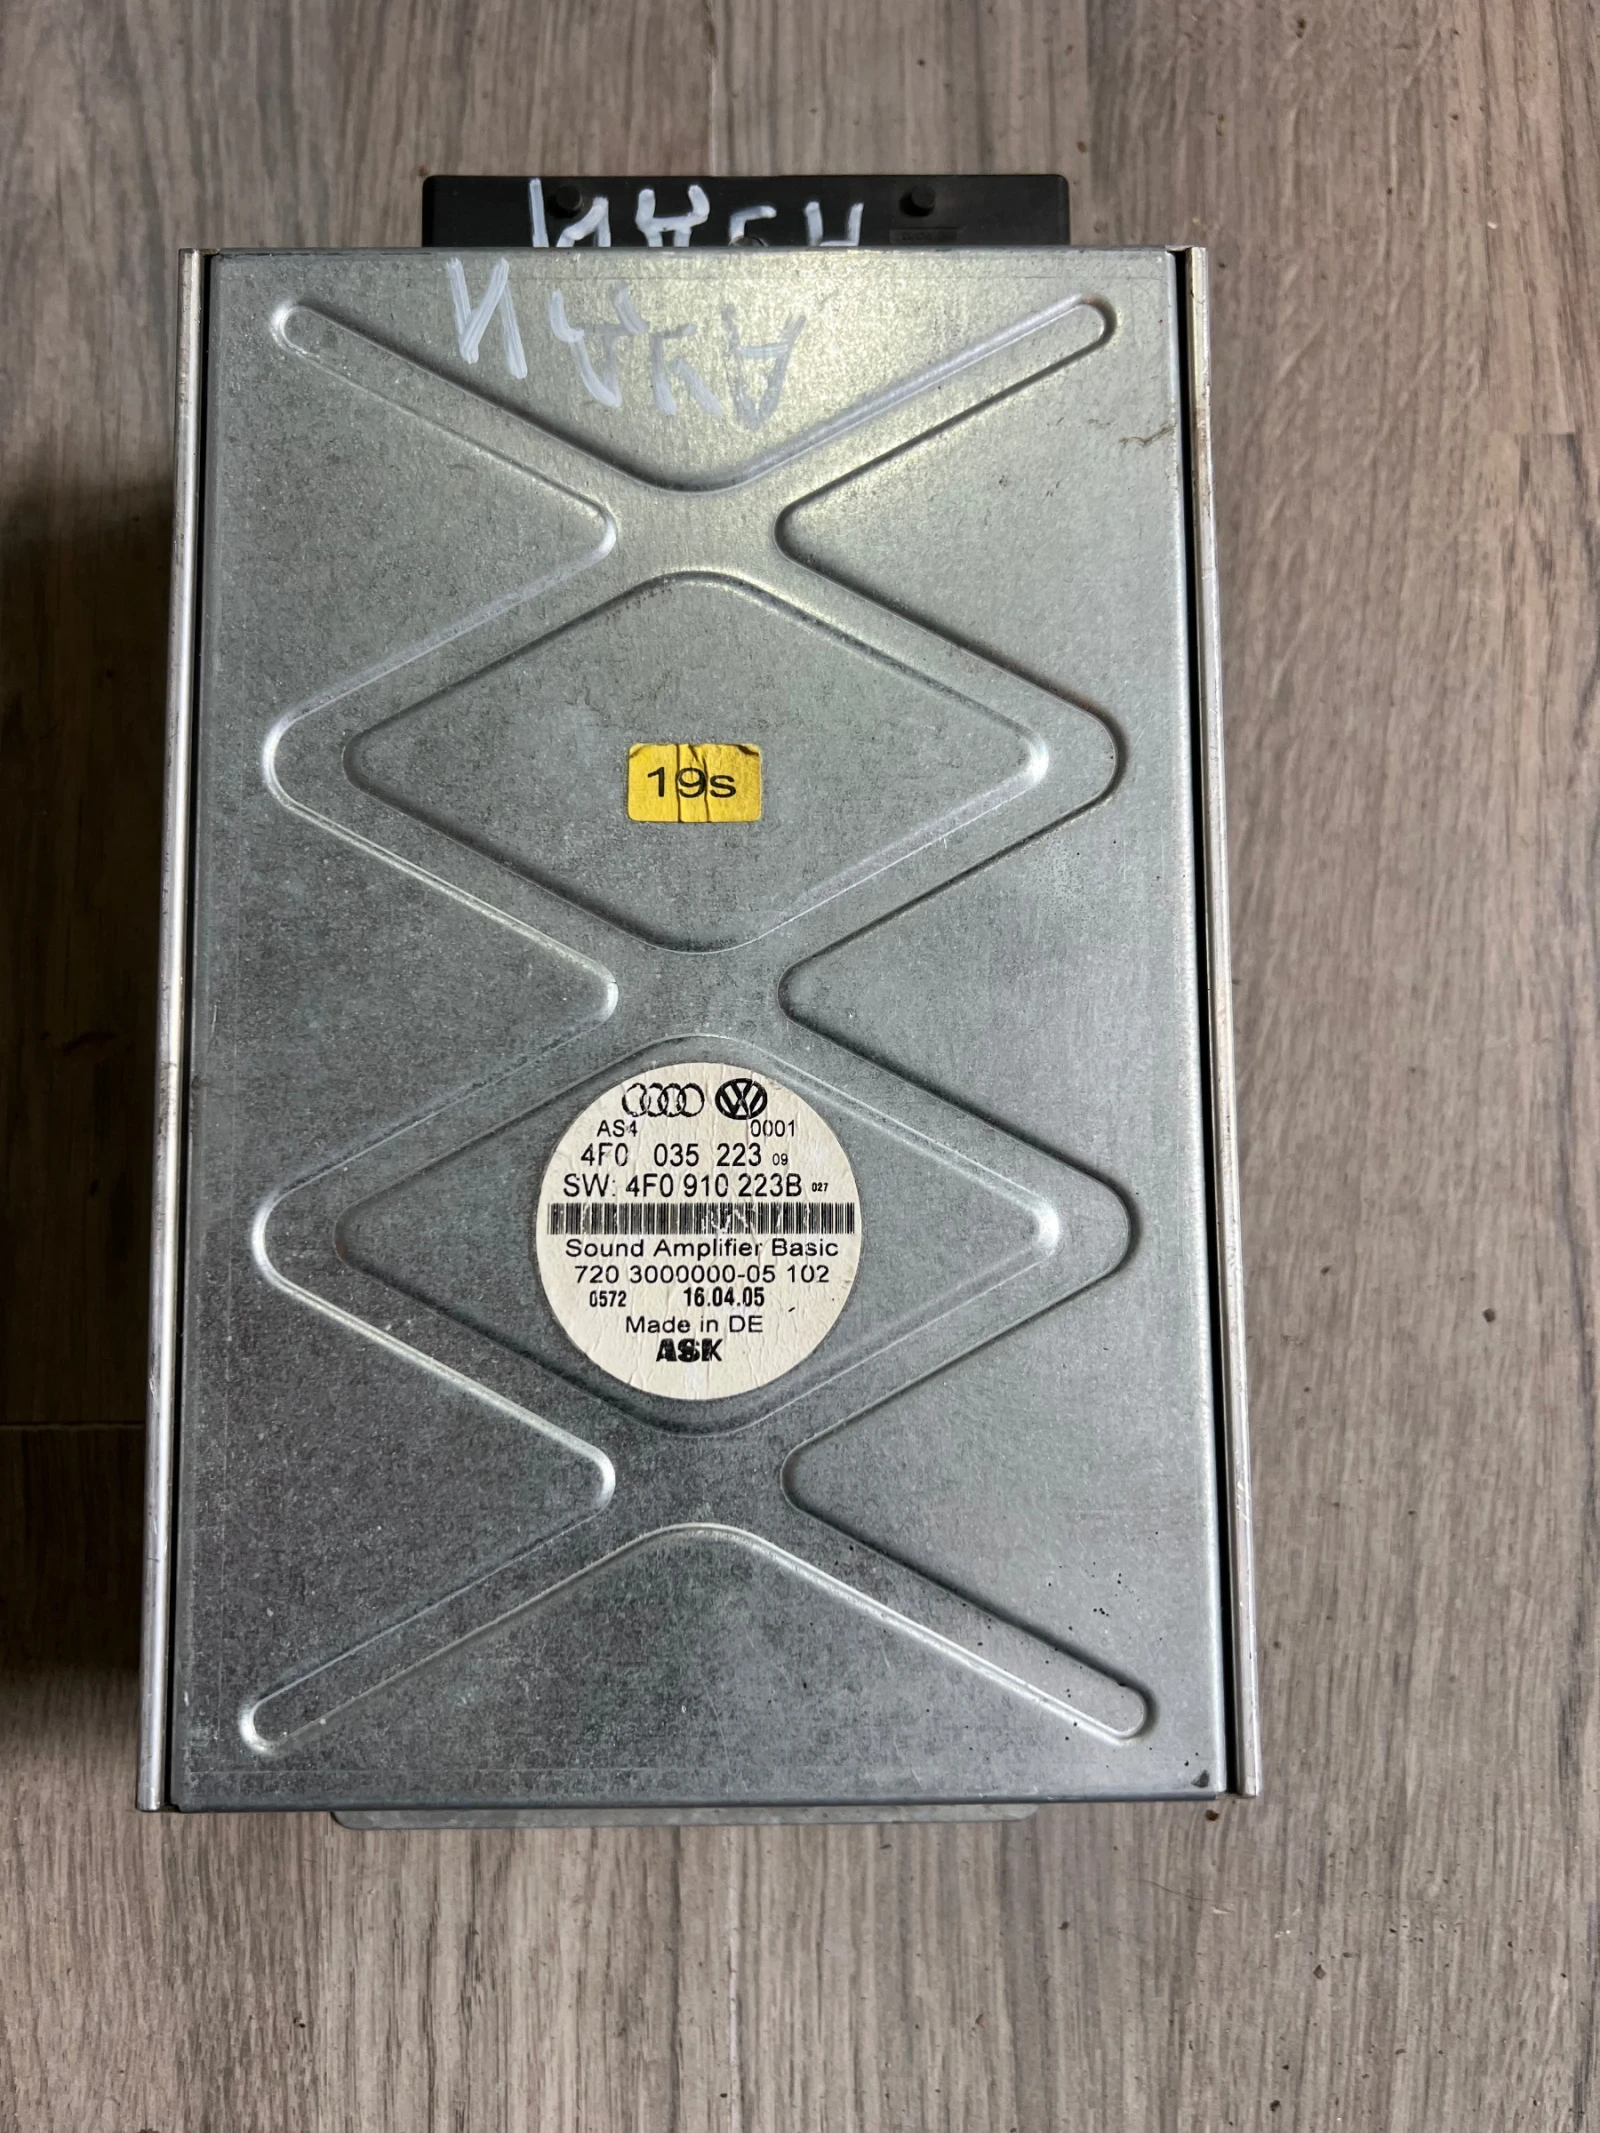 19s
AS4 0001
4F0 035 223 09
SW: 4F0 910 223B 027
Sound Amplifier Basic
720 3000000-05 102
0572 16.04.05
Made in DE
ASK